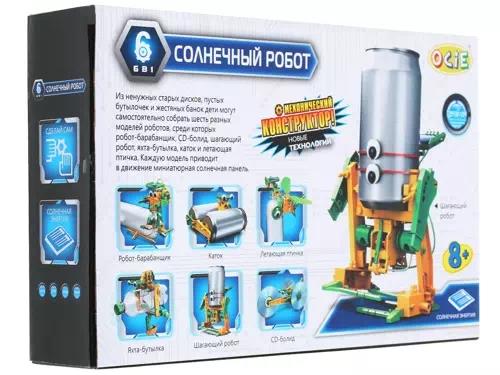 6
6 В 1
СОЛНЕЧНЫЙ РОБОТ
OCIE
Из ненужных старых дисков, пустых
бутылочек и жестяных банок дети могут
самостоятельно собрать шесть разных
моделей роботов, среди которых
робот-барабанщик, CD-болид, шагающий
робот, яхта-бутылка, каток и летающая
птичка. Каждую модель приводит
в движение миниатюрная солнечная панель.
МЕХАНИЧЕСКИЙ
КОНСТРУКТОР!
НОВЫЕ
ТЕХНОЛОГИИ
СДЕЛАЙ САМ
СОЛНЕЧНАЯ
ЭНЕРГИЯ
Робот-барабанщик
Каток
Летающая птичка
Яхта-бутылка
Шагающий робот
CD-болид
Шагающий
робот
8+
СОЛНЕЧНАЯ ЭНЕРГИЯ